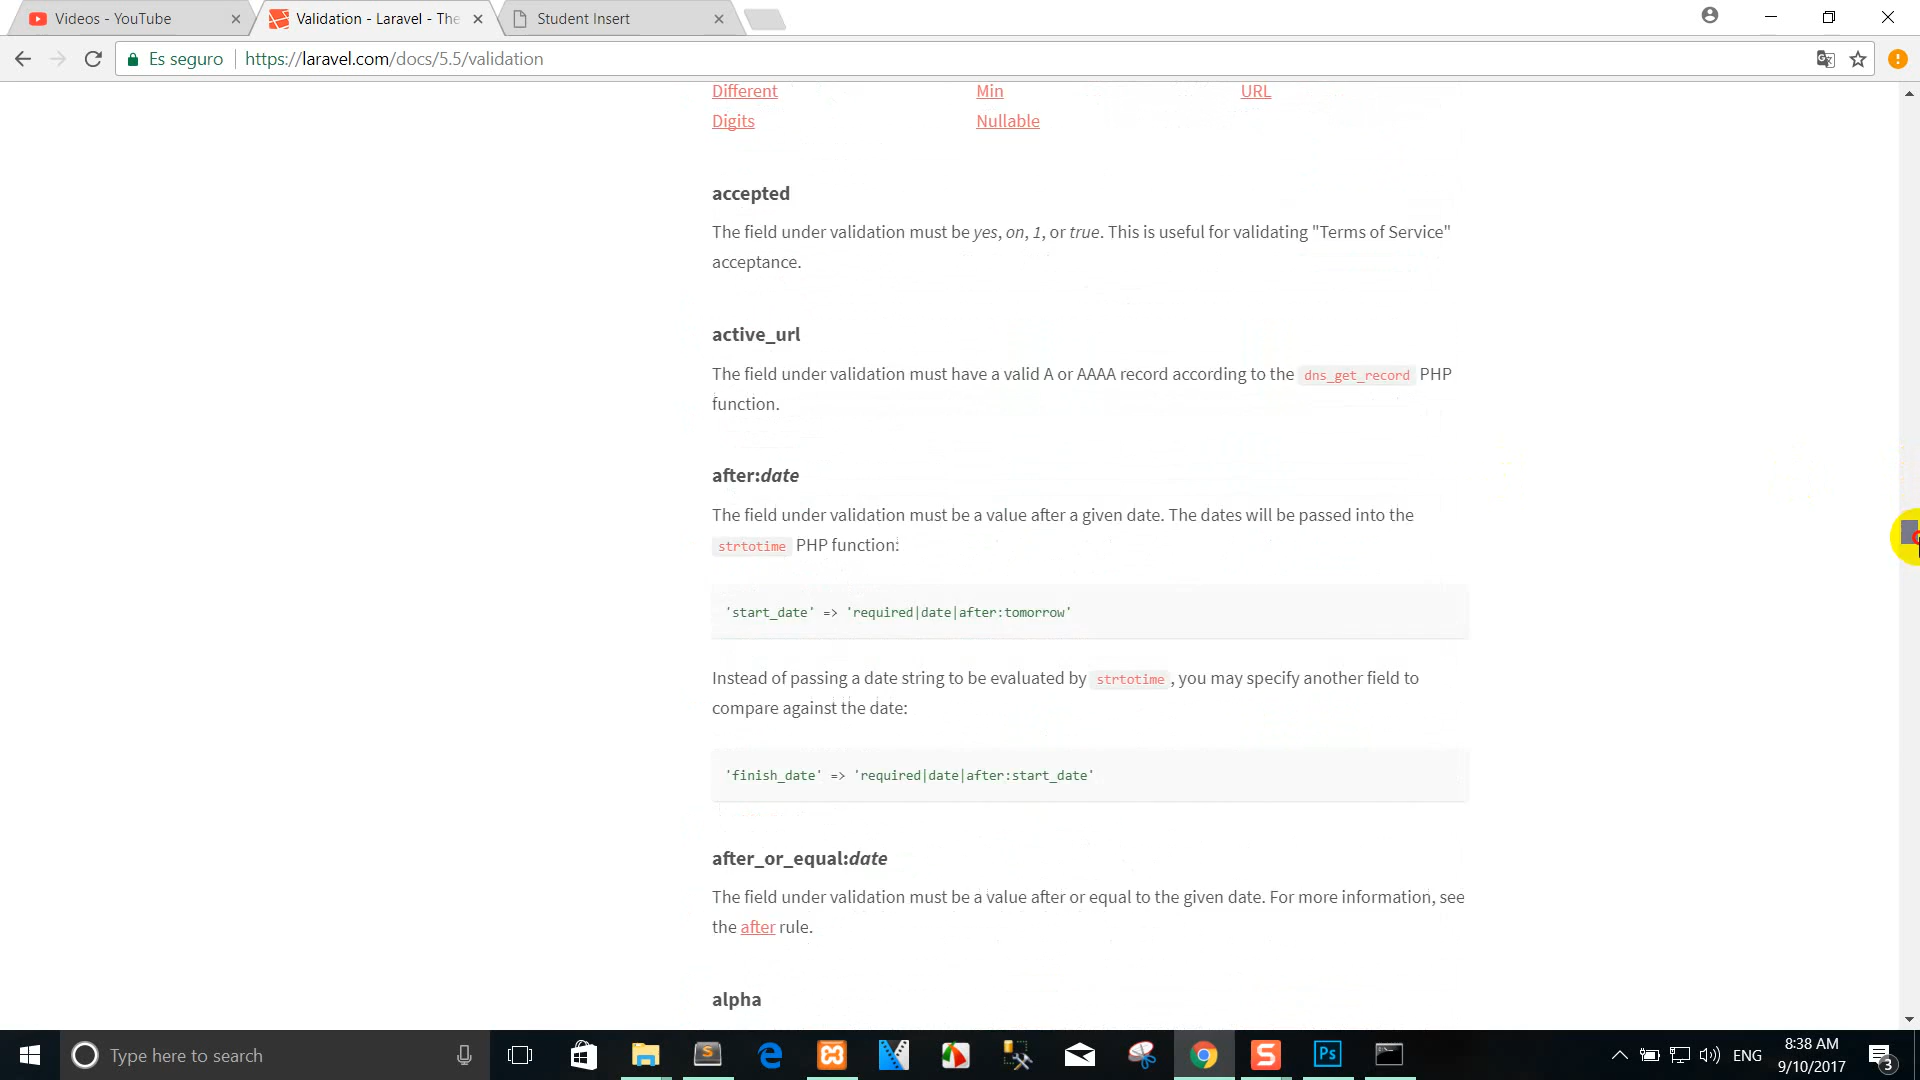 Videos - YouTube
Validation - Laravel - The
Student Insert
Es seguro
https://laravel.com/docs/5.5/validation
Different Min URL
Digits Nullable
accepted
The field under validation must be yes, on, 1, or true. This is useful for validating "Terms of Service"
acceptance.
active_url
The field under validation must have a valid A or AAAA record according to the dns_get_record PHP
function.
after:date
The field under validation must be a value after a given date. The dates will be passed into the
strtotime PHP function:
'start_date' => 'required|date|after:tomorrow'
Instead of passing a date string to be evaluated by strtotime, you may specify another field to
compare against the date:
'finish_date' => 'required|date|after:start_date'
after_or_equal:date
The field under validation must be a value after or equal to the given date. For more information, see
the after rule.
alpha
Type here to search
Ps
ENG
8:38 AM
9/10/2017
3